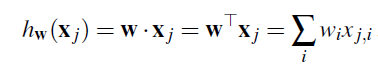 h_w(x_j) = w · x_j = w^⊤ x_j = ∑_i w_i x_{j,i}